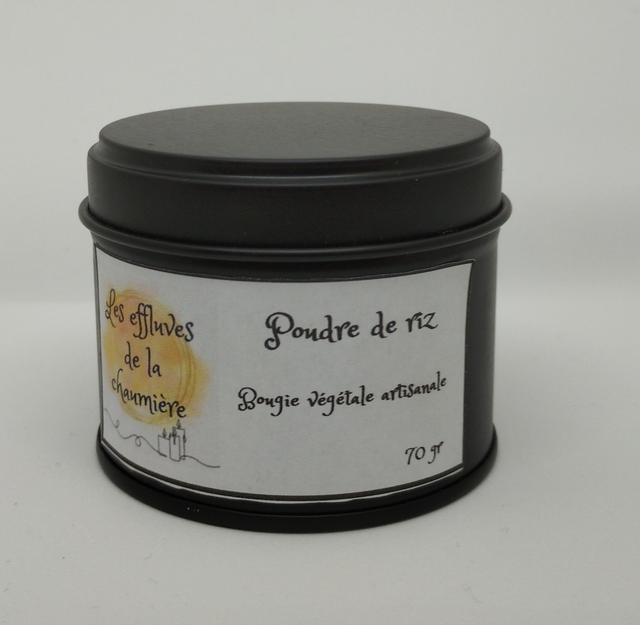 Les effluves
de la
chaumière
Poudre de riz
Bougie végétale artisanale
70 gr